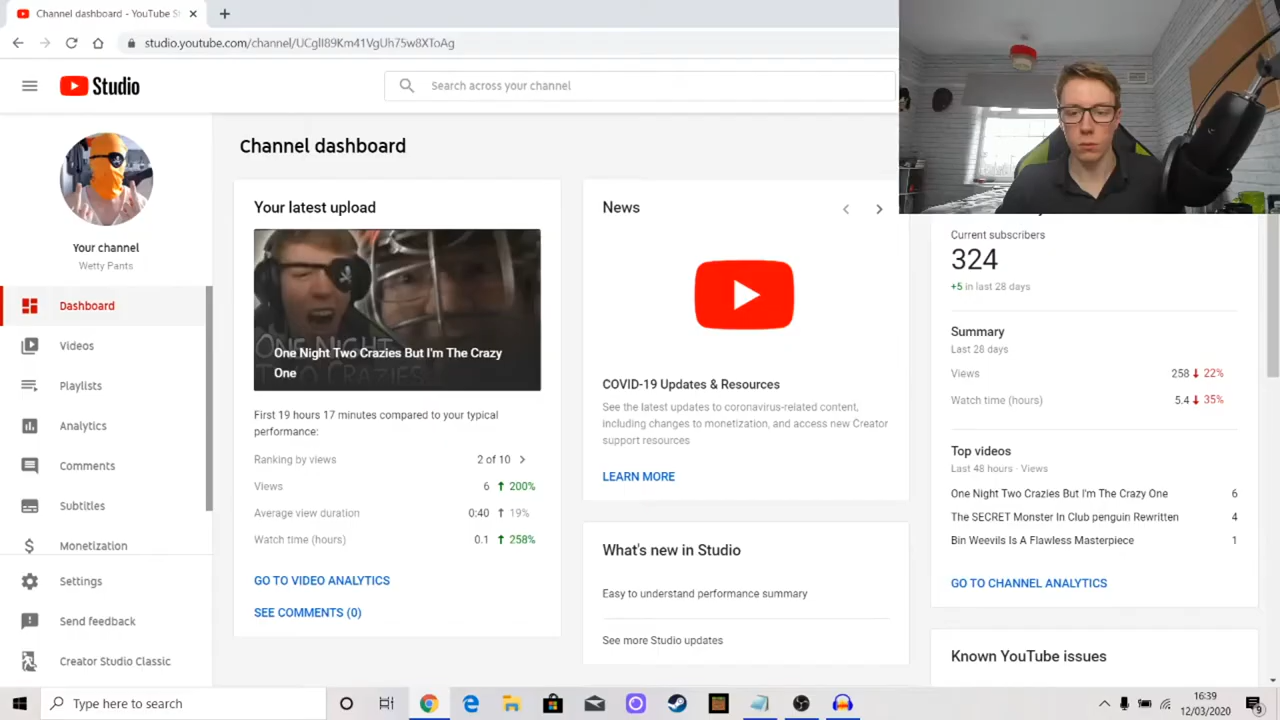 Channel dashboard - YouTube St
studio.youtube.com/channel/UCglI89Km41VgUh75w8XToAg
Studio
Search across your channel
Your channel
Wetty Pants
Dashboard
Videos
Playlists
Analytics
Comments
Subtitles
Monetization
Settings
Send feedback
Creator Studio Classic
Channel dashboard
Your latest upload
One Night Two Crazies But I'm The Crazy
One
First 19 hours 17 minutes compared to your typical
performance:
Ranking by views 2 of 10
Views 6 200%
Average view duration 0:40 19%
Watch time (hours) 0.1 258%
GO TO VIDEO ANALYTICS
SEE COMMENTS (0)
News
COVID-19 Updates & Resources
See the latest updates to coronavirus-related content,
including changes to monetization, and access new Creator
support resources
LEARN MORE
What's new in Studio
Easy to understand performance summary
See more Studio updates
Current subscribers
324
+5 in last 28 days
Summary
Last 28 days
Views 258 22%
Watch time (hours) 5.4 35%
Top videos
Last 48 hours · Views
One Night Two Crazies But I'm The Crazy One 6
The SECRET Monster In Club penguin Rewritten 4
Bin Weevils Is A Flawless Masterpiece 1
GO TO CHANNEL ANALYTICS
Known YouTube issues
Type here to search
16:39
12/03/2020
9